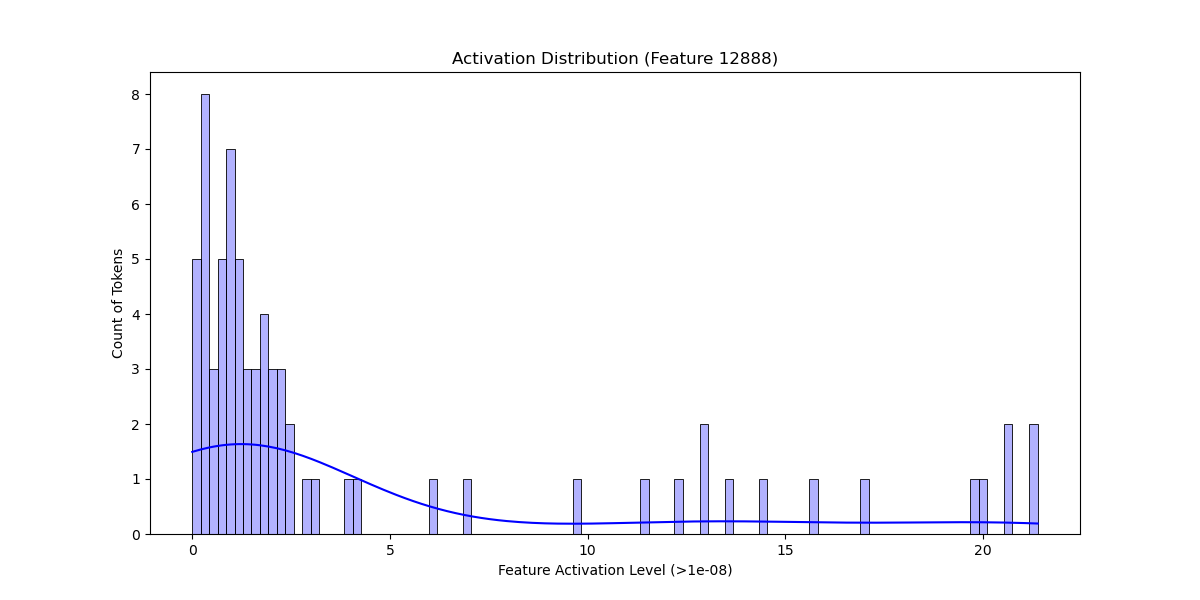 Activation Distribution (Feature 12888)
Count of Tokens
8
7
6
5
4
3
2
1
0
0 5 10 15 20
Feature Activation Level (>1e-08)